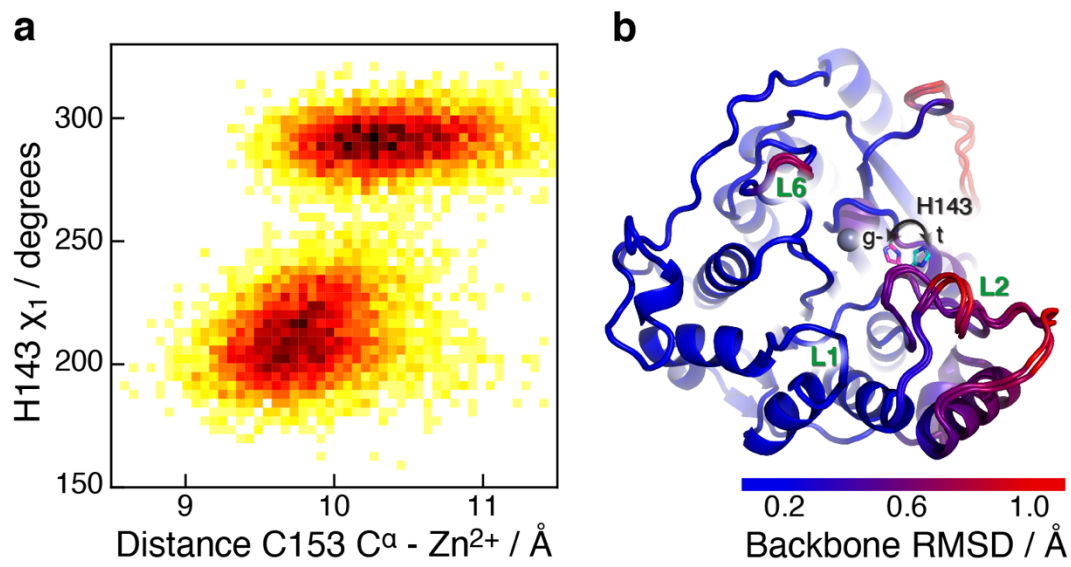 a
300
250
200
150
H143 χ1 / degrees
9 10 11
Distance C153 Cα - Zn2+ / Å
b
L6
H143
g- t
L2
L1
0.2 0.6 1.0
Backbone RMSD / Å